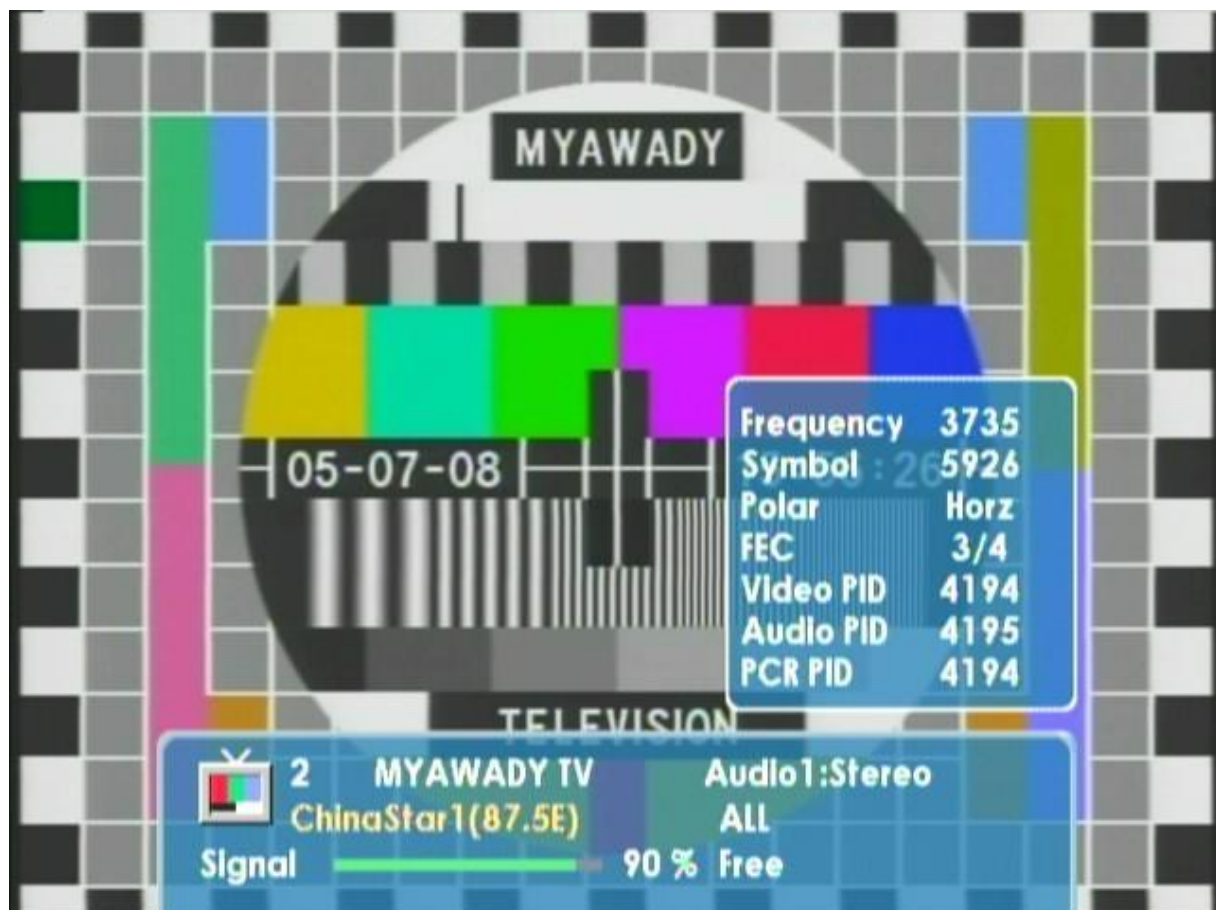 MYAWADY
05-07-08
:26
TELEVISION
Frequency 3735
Symbol 5926
Polar Horz
FEC 3/4
Video PID 4194
Audio PID 4195
PCR PID 4194
2 MYAWADY TV Audio1:Stereo
ChinaStar1(87.5E) ALL
Signal 90 % Free